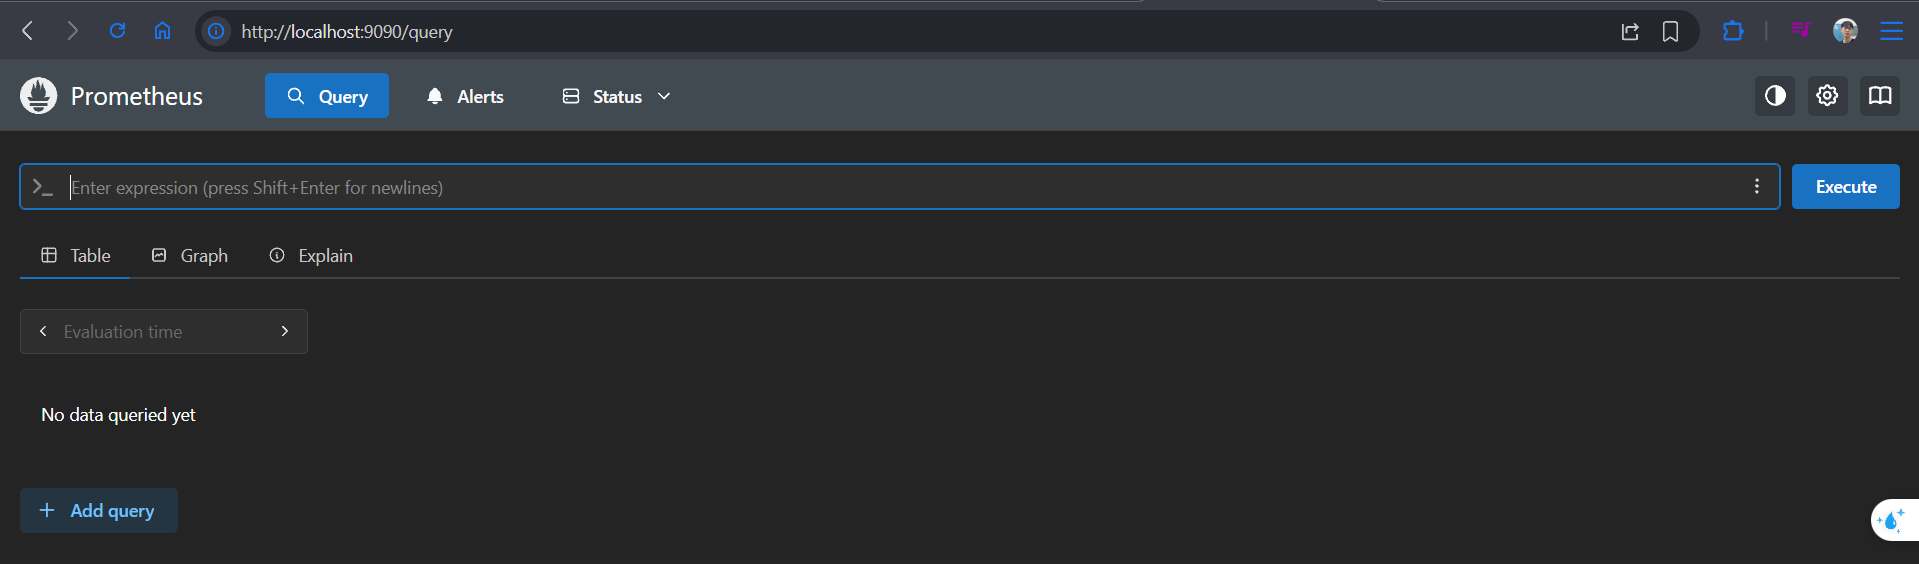 http://localhost:9090/query
Prometheus Query Alerts Status
Enter expression (press Shift+Enter for newlines) Execute
Table Graph Explain
Evaluation time
No data queried yet
Add query